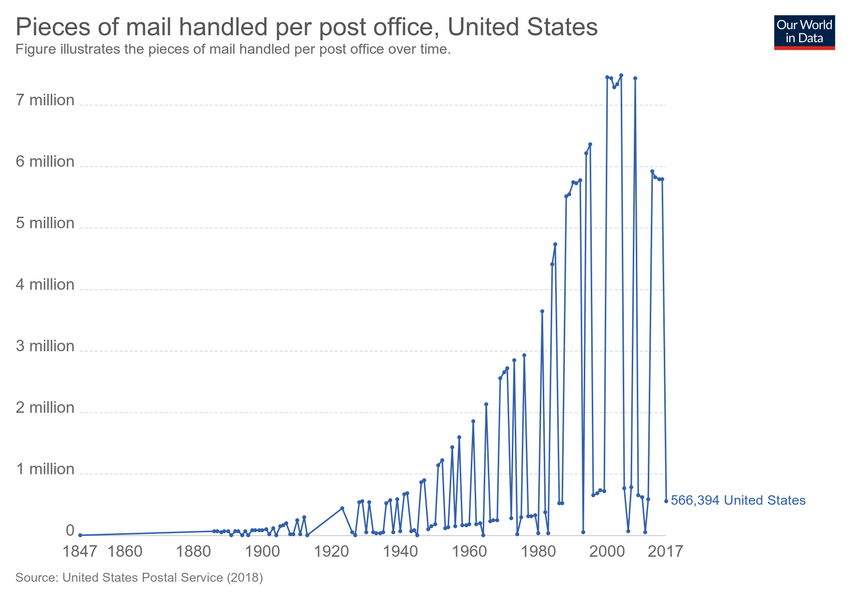 Pieces of mail handled per post office, United States
Figure illustrates the pieces of mail handled per post office over time.
Our World
in Data
7 million
6 million
5 million
4 million
3 million
2 million
1 million
0
566,394 United States
1847 1860 1880 1900 1920 1940 1960 1980 2000 2017
Source: United States Postal Service (2018)